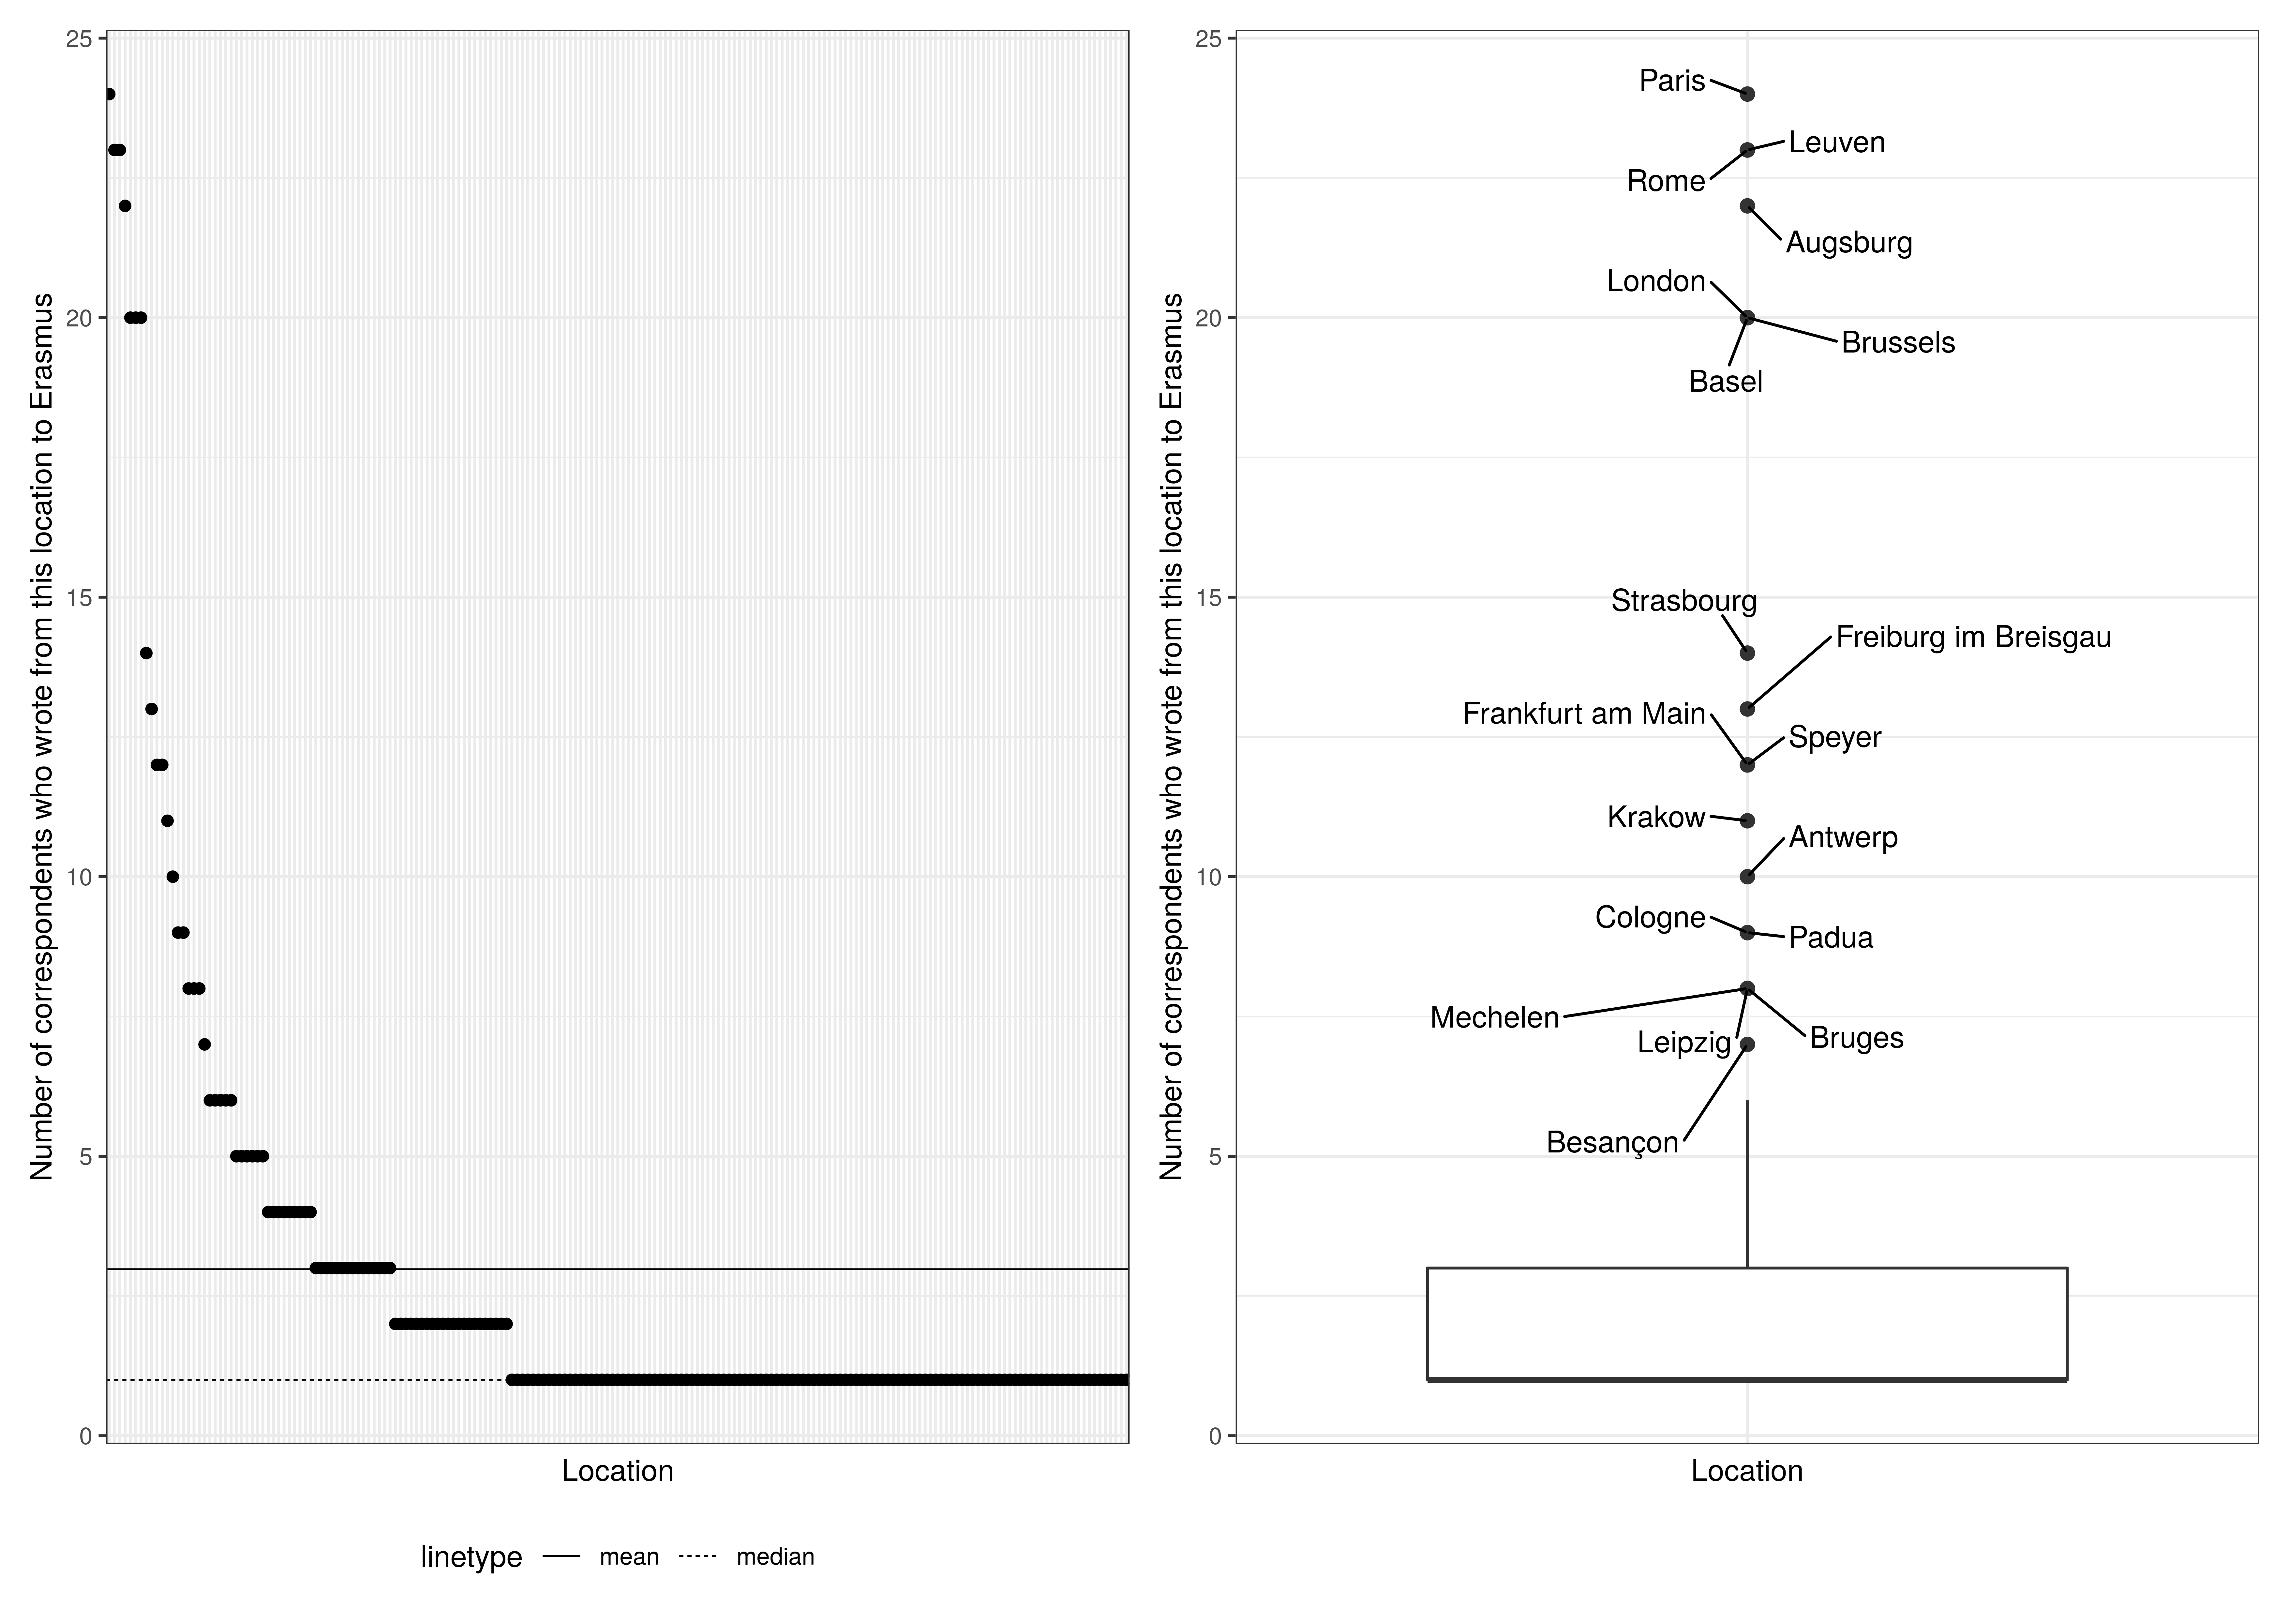 Number of correspondents who wrote from this location to Erasmus
25
20
15
10
5
0
Location
linetype mean median
Number of correspondents who wrote from this location to Erasmus
25
20
15
10
5
0
Paris
Leuven
Rome
Augsburg
London
Brussels
Basel
Strasbourg
Freiburg im Breisgau
Frankfurt am Main
Speyer
Krakow
Antwerp
Cologne
Padua
Mechelen
Leipzig
Bruges
Besançon
Location